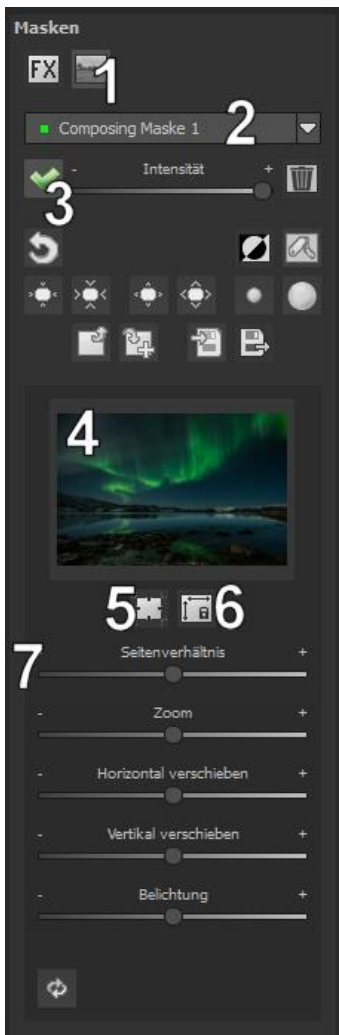 Masken
FX
1
Composing Maske 1
2
- Intensität +
3
4
5
6
7
Seitenverhältnis +
- Zoom +
- Horizontal verschieben +
- Vertikal verschieben +
- Belichtung +